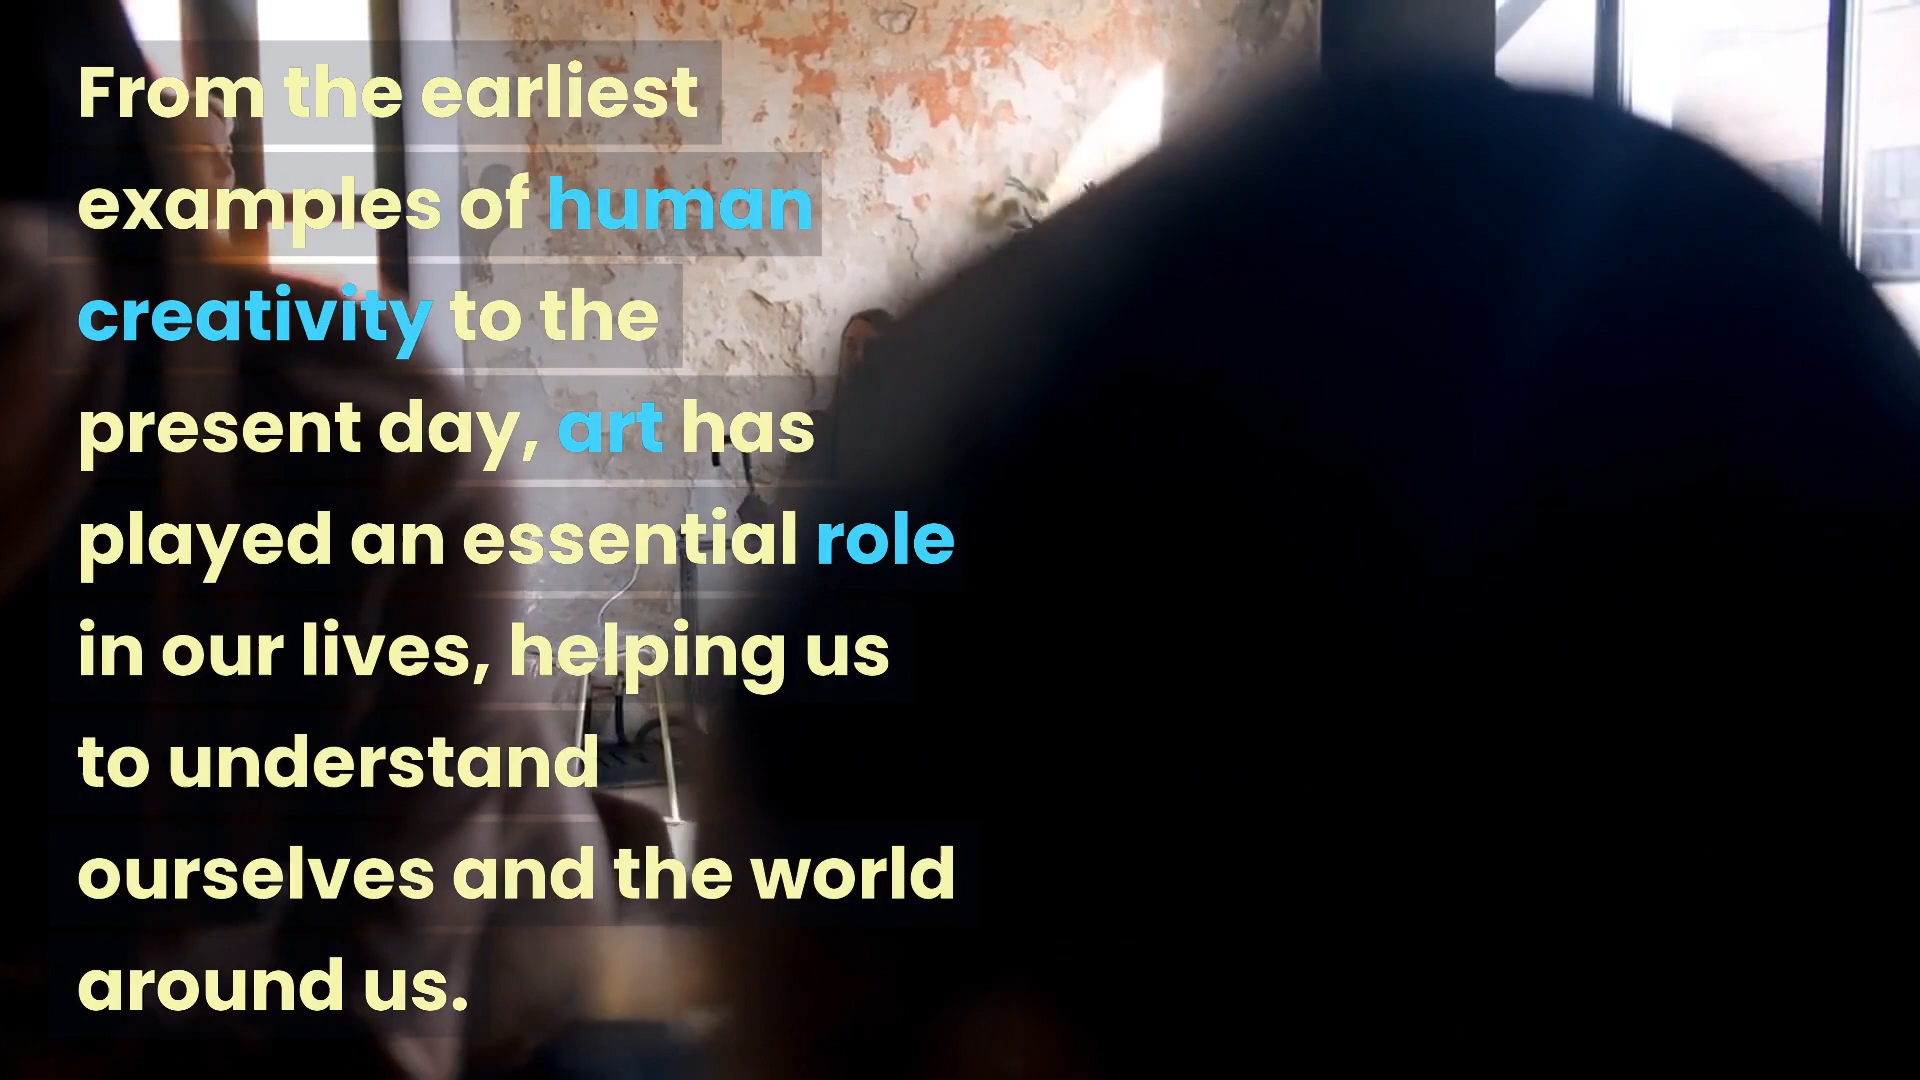 From the earliest
examples of human
creativity to the
present day, art has
played an essential role
in our lives, helping us
to understand
ourselves and the world
around us.